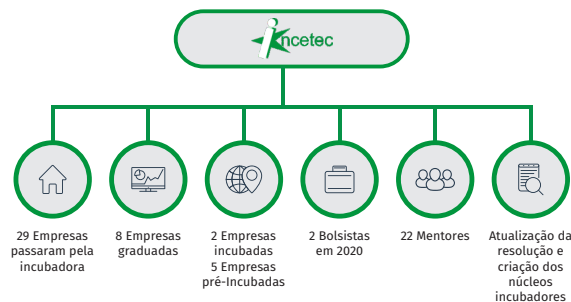 incetec
29 Empresas
passaram pela
incubadora
8 Empresas
graduadas
2 Empresas
incubadas
5 Empresas
pré-Incubadas
2 Bolsistas
em 2020
22 Mentores
Atualização da
resolução e
criação dos
núcleos
incubadores